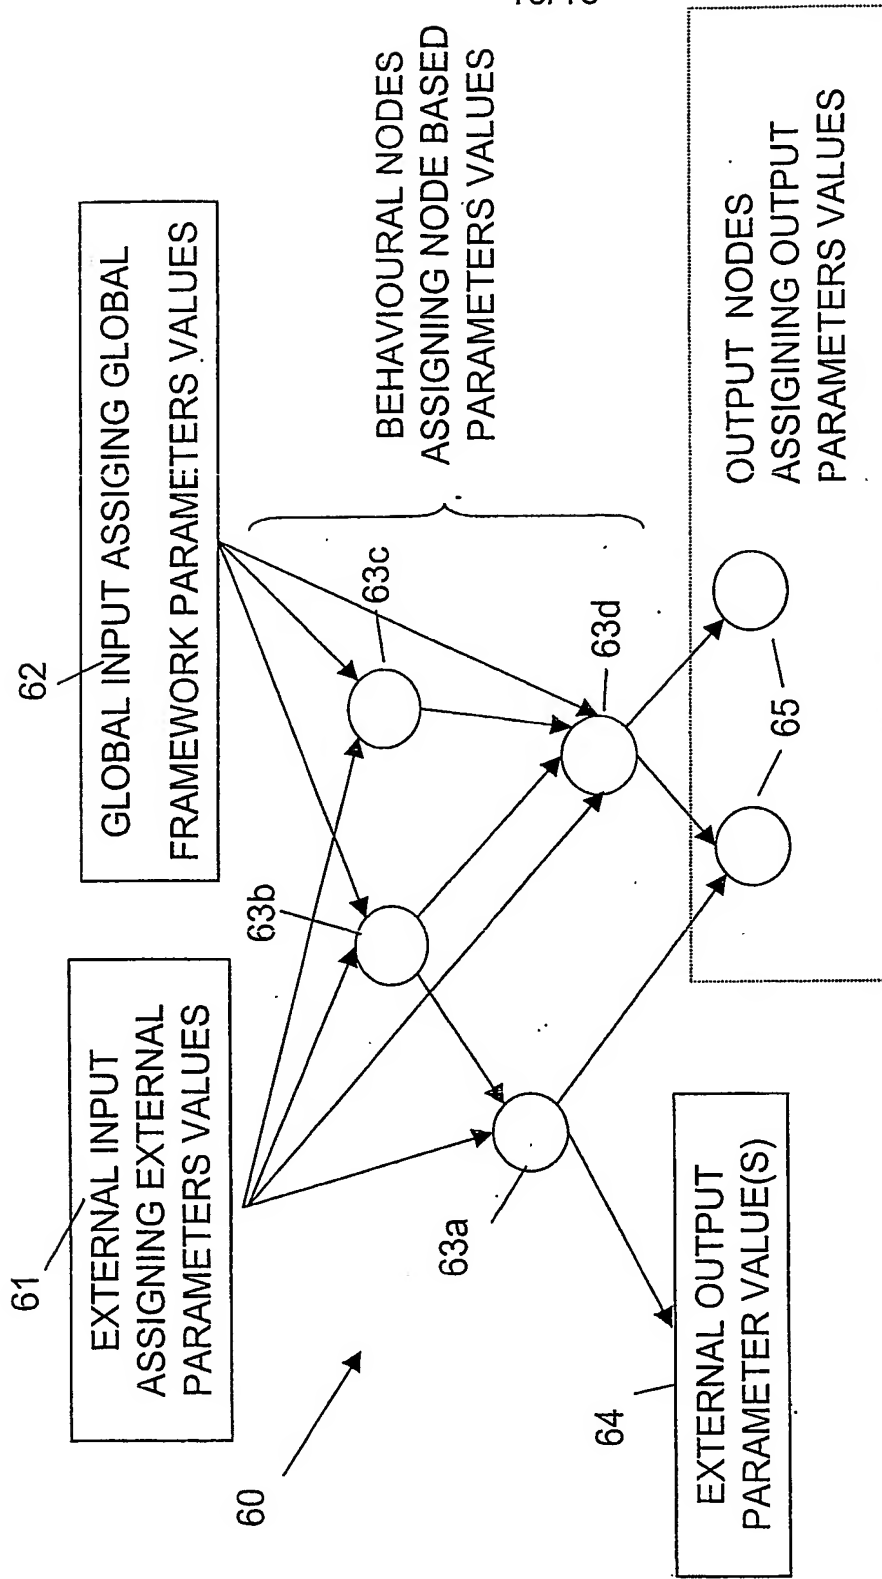 60
61
EXTERNAL INPUT
ASSIGNING EXTERNAL
PARAMETERS VALUES
62
GLOBAL INPUT ASSIGING GLOBAL
FRAMEWORK PARAMETERS VALUES
63b
63c
63a
63d
BEHAVIOURAL NODES
ASSIGNING NODE BASED
PARAMETERS VALUES
64
EXTERNAL OUTPUT
PARAMETER VALUE(S)
65
OUTPUT NODES
ASSIGINING OUTPUT
PARAMETERS VALUES